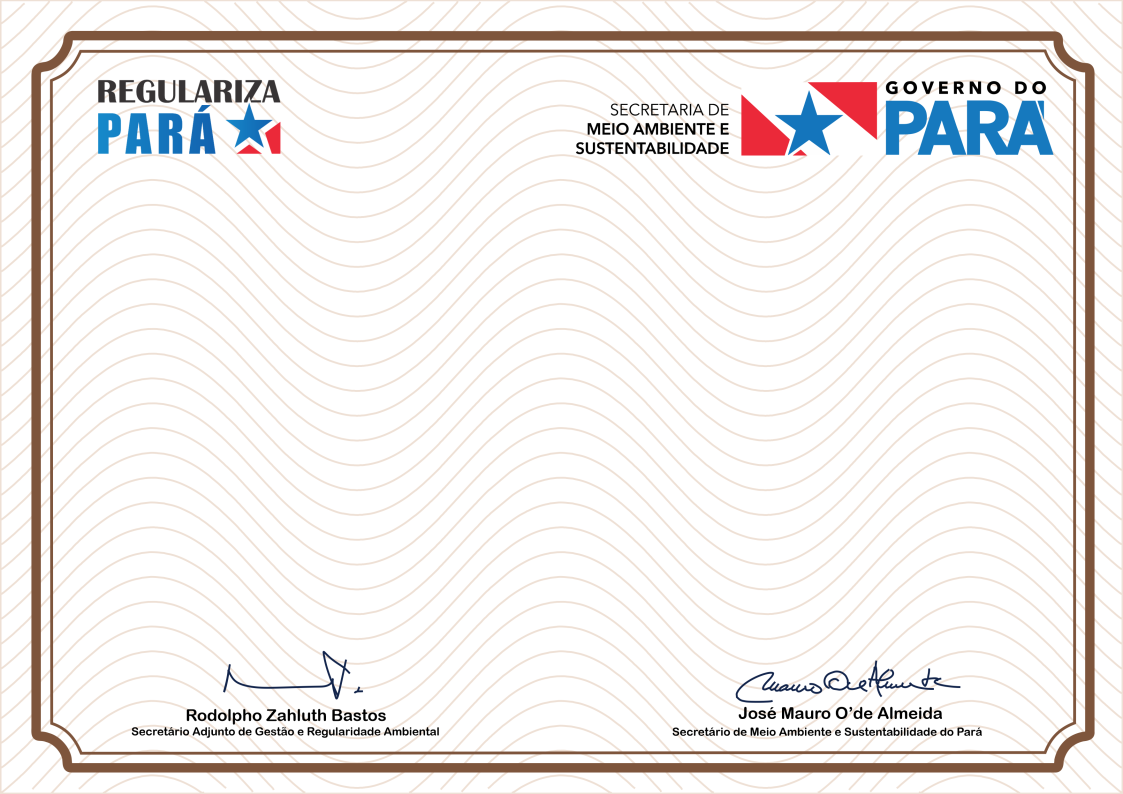 REGULARIZA
PARÁ
SECRETARIA DE
MEIO AMBIENTE E
SUSTENTABILIDADE
GOVERNO DO
PARÁ
Rodolpho Zahluth Bastos
Secretário Adjunto de Gestão e Regularidade Ambiental
José Mauro O’de Almeida
Secretário de Meio Ambiente e Sustentabilidade do Pará